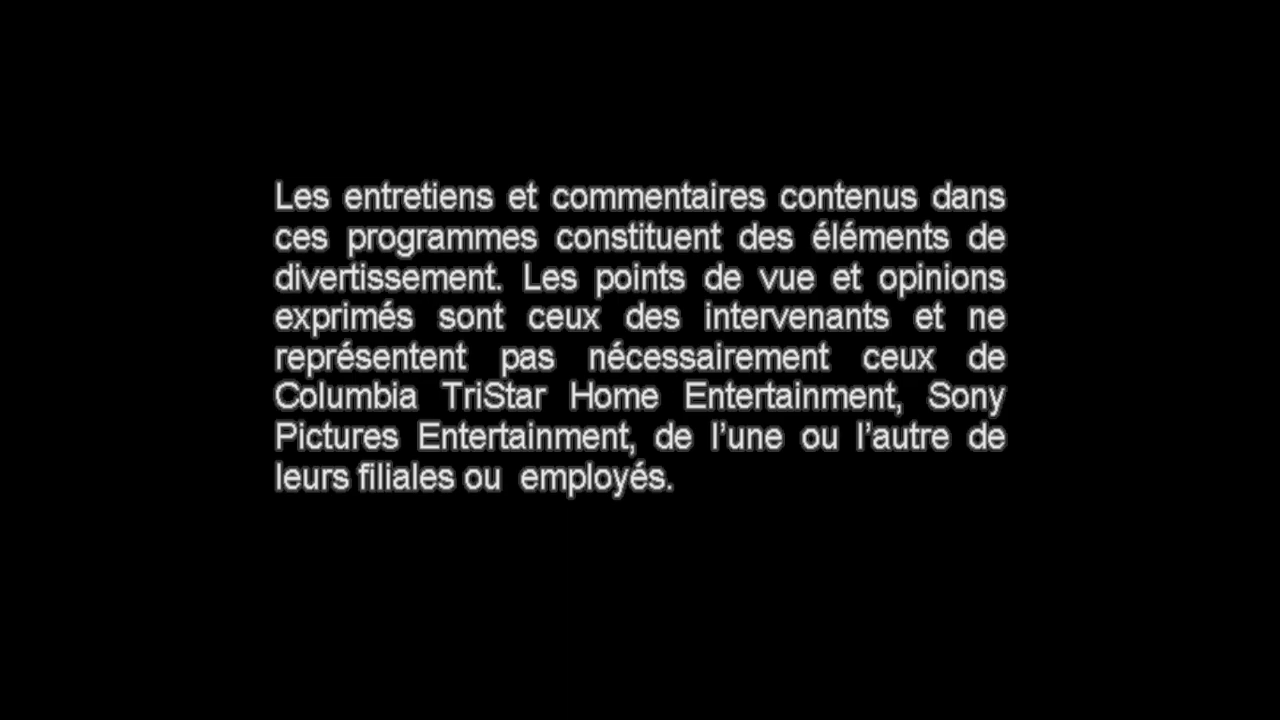 Les entretiens et commentaires contenus dans
ces programmes constituent des éléments de
divertissement. Les points de vue et opinions
exprimés sont ceux des intervenants et ne
représentent pas nécessairement ceux de
Columbia TriStar Home Entertainment, Sony
Pictures Entertainment, de l’une ou l’autre de
leurs filiales ou  employés.